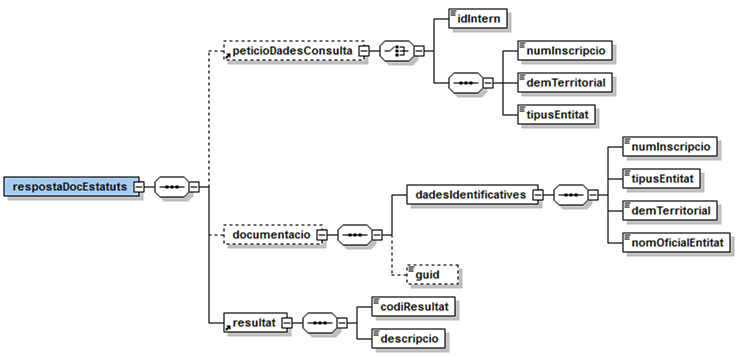 idIntern
peticioDadesConsulta
numInscripcio
demTerritorial
tipusEntitat
numInscripcio
dadesIdentificatives
tipusEntitat
respostaDocEstatuts
demTerritorial
documentacio
nomOficialEntitat
guid
codiResultat
resultat
descripcio